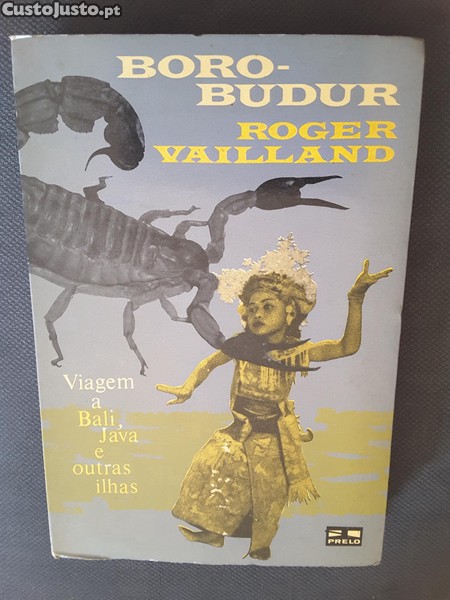 CustoJusto.pt
BORO-
BUDUR
ROGER
VAILLAND
Viagem
a
Bali,
Java
e
outras
ilhas
PRELO